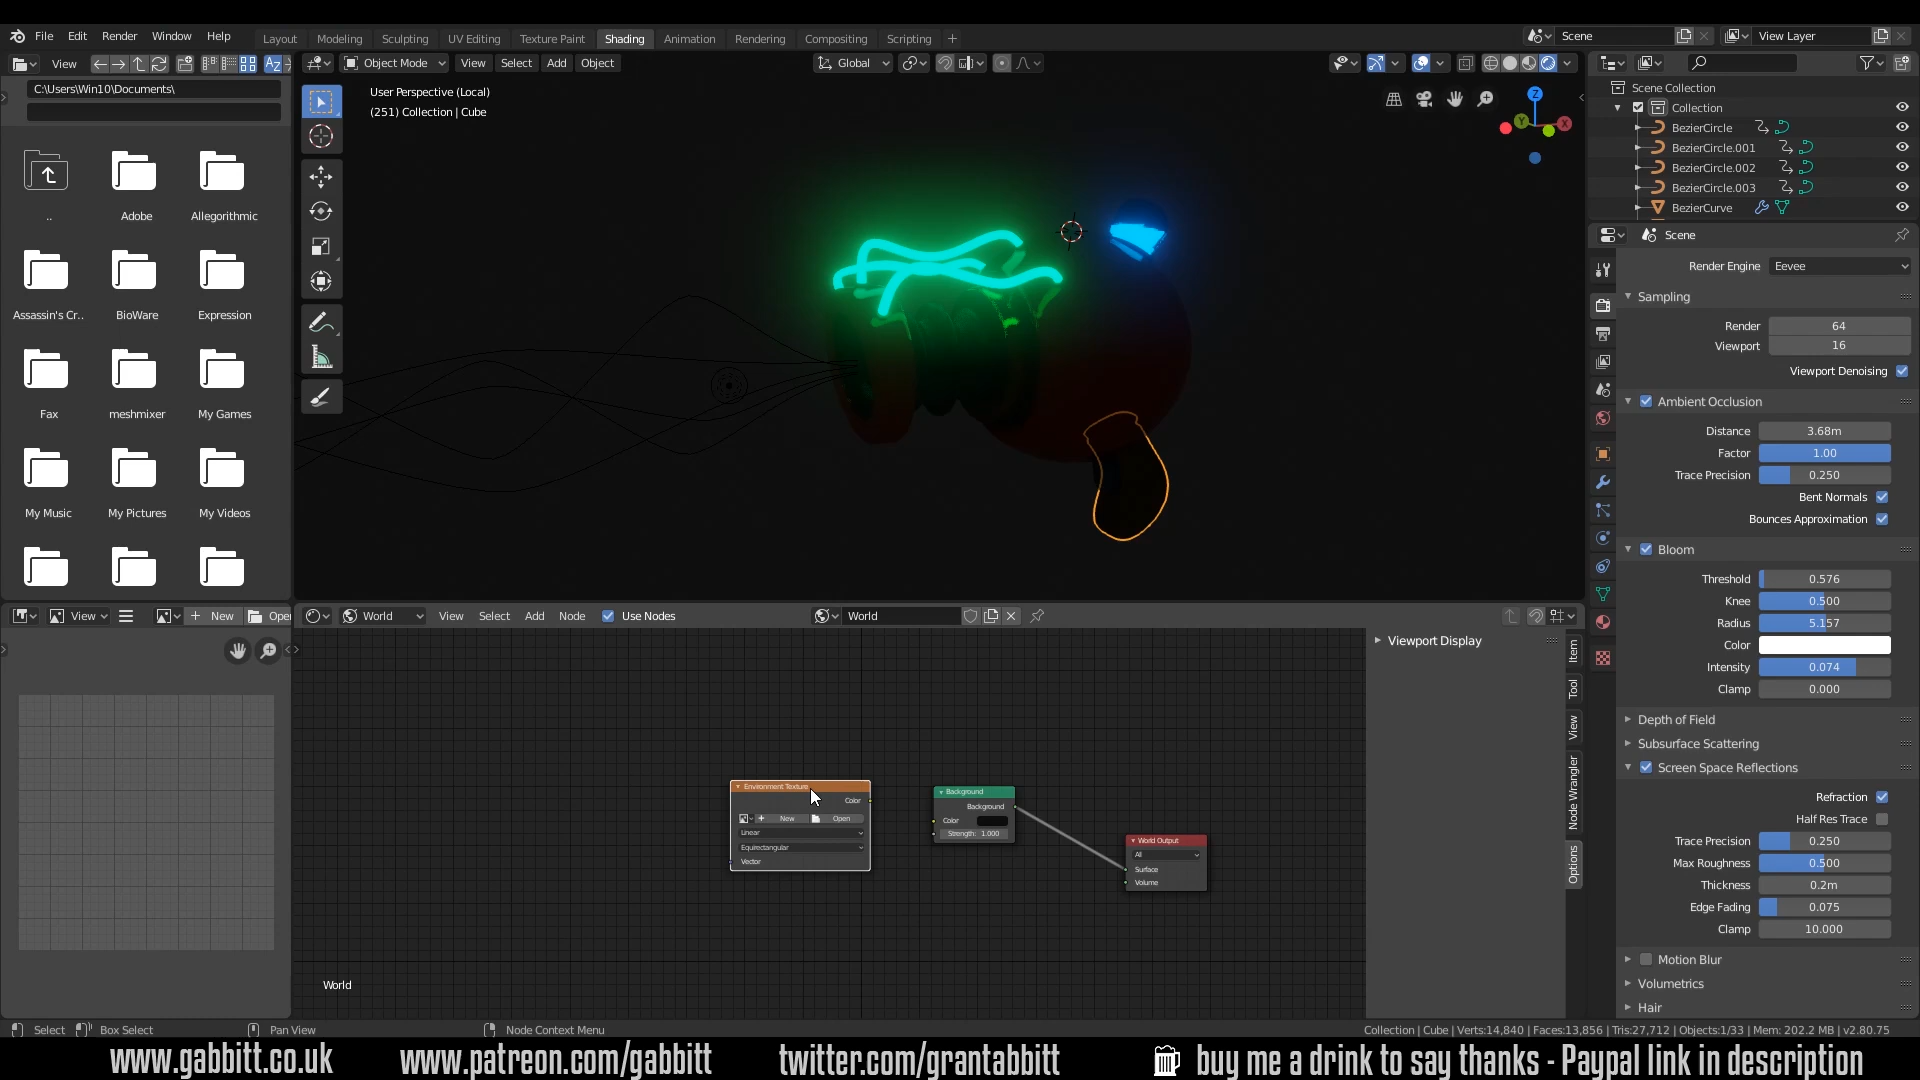 File Edit Render Window Help
Layout Modeling Sculpting UV Editing Texture Paint Shading Animation Rendering Compositing Scripting
Scene View Layer
View
C:\Users\Win10\Documents\
..
Adobe
Allegorithmic
Assassin's Cr..
BioWare
Expression
Fax
meshmixer
My Games
My Music
My Pictures
My Videos
Object Mode View Select Add Object
Global
User Perspective (Local)
(251) Collection | Cube
Z
Y
X
Scene Collection
Collection
BezierCircle
BezierCircle.001
BezierCircle.002
BezierCircle.003
BezierCurve
Scene
Render Engine Eevee
Sampling
Render 64
Viewport 16
Viewport Denoising
Ambient Occlusion
Distance 3.68m
Factor 1.00
Trace Precision 0.250
Bent Normals
Bounces Approximation
Bloom
Threshold 0.576
Knee 0.500
Radius 5.157
Color
Intensity 0.074
Clamp 0.000
Depth of Field
Subsurface Scattering
Screen Space Reflections
Refraction
Half Res Trace
Trace Precision 0.250
Max Roughness 0.500
Thickness 0.2m
Edge Fading 0.075
Clamp 10.000
Motion Blur
Volumetrics
Hair
View New Open
World View Select Add Node Use Nodes World
Viewport Display
Item
Tool
View
Node Wrangler
Options
Environment Texture
Color
New Open
Linear
Equirectangular
Vector
Background
Background
Color
Strength: 1.000
World Output
All
Surface
Volume
World
Select Box Select Pan View Node Context Menu
Collection | Cube | Verts:14,840 | Faces:13,856 | Tris:27,712 | Objects:1/33 | Mem: 202.2 MB | v2.80.75
www.gabbitt.co.uk www.patreon.com/gabbitt twitter.com/grantabbitt buy me a drink to say thanks - Paypal link in description